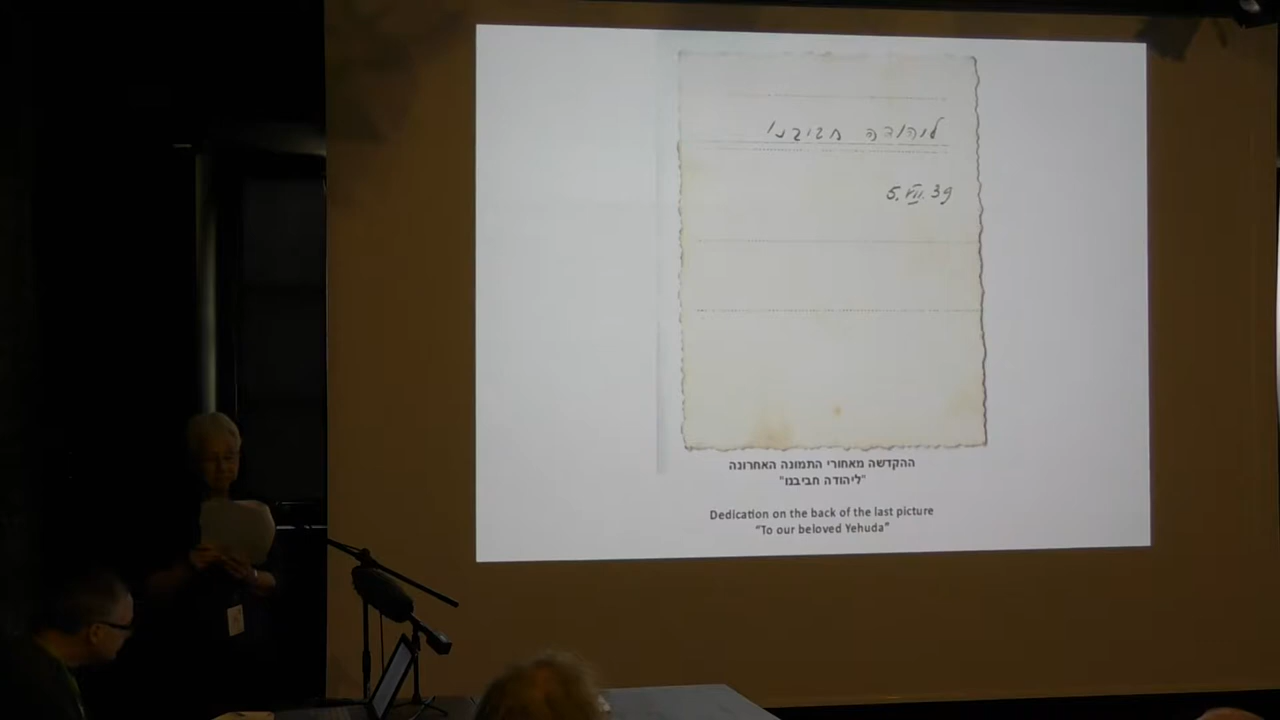 ליהודה חביבנו
5.VII.39
ההקדשה מאחורי התמונה האחרונה
"ליהודה חביבנו"
Dedication on the back of the last picture
“To our beloved Yehuda”